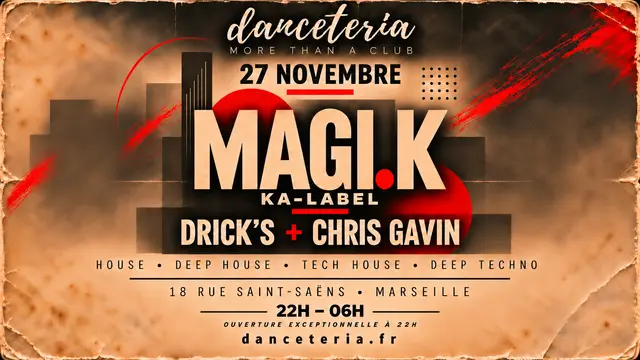 danceteria
MORE THAN A CLUB
27 NOVEMBRE
MAGI.K
KA-LABEL
DRICK'S + CHRIS GAVIN
HOUSE • DEEP HOUSE • TECH HOUSE • DEEP TECHNO
18 RUE SAINT-SAËNS • MARSEILLE
22H – 06H
OUVERTURE EXCEPTIONNELLE À 22H
danceteria.fr